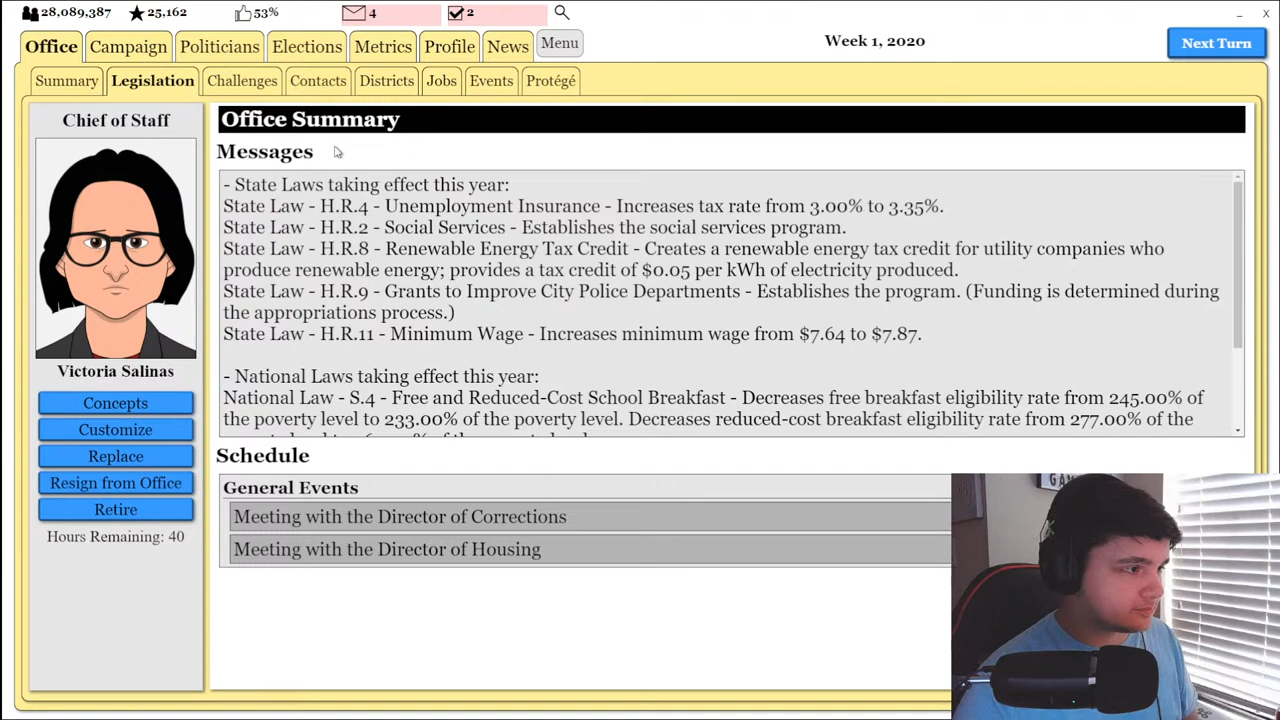 28,089,387 25,162 53% 4 2
_ X
Office Campaign Politicians Elections Metrics Profile News Menu
Week 1, 2020
Next Turn
Summary Legislation Challenges Contacts Districts Jobs Events Protégé
Chief of Staff
Victoria Salinas
Concepts
Customize
Replace
Resign from Office
Retire
Hours Remaining: 40
Office Summary
Messages
- State Laws taking effect this year:
State Law - H.R.4 - Unemployment Insurance - Increases tax rate from 3.00% to 3.35%.
State Law - H.R.2 - Social Services - Establishes the social services program.
State Law - H.R.8 - Renewable Energy Tax Credit - Creates a renewable energy tax credit for utility companies who
produce renewable energy; provides a tax credit of $0.05 per kWh of electricity produced.
State Law - H.R.9 - Grants to Improve City Police Departments - Establishes the program. (Funding is determined during
the appropriations process.)
State Law - H.R.11 - Minimum Wage - Increases minimum wage from $7.64 to $7.87.
- National Laws taking effect this year:
National Law - S.4 - Free and Reduced-Cost School Breakfast - Decreases free breakfast eligibility rate from 245.00% of
the poverty level to 233.00% of the poverty level. Decreases reduced-cost breakfast eligibility rate from 277.00% of the
Schedule
General Events
Meeting with the Director of Corrections
Meeting with the Director of Housing
GAM